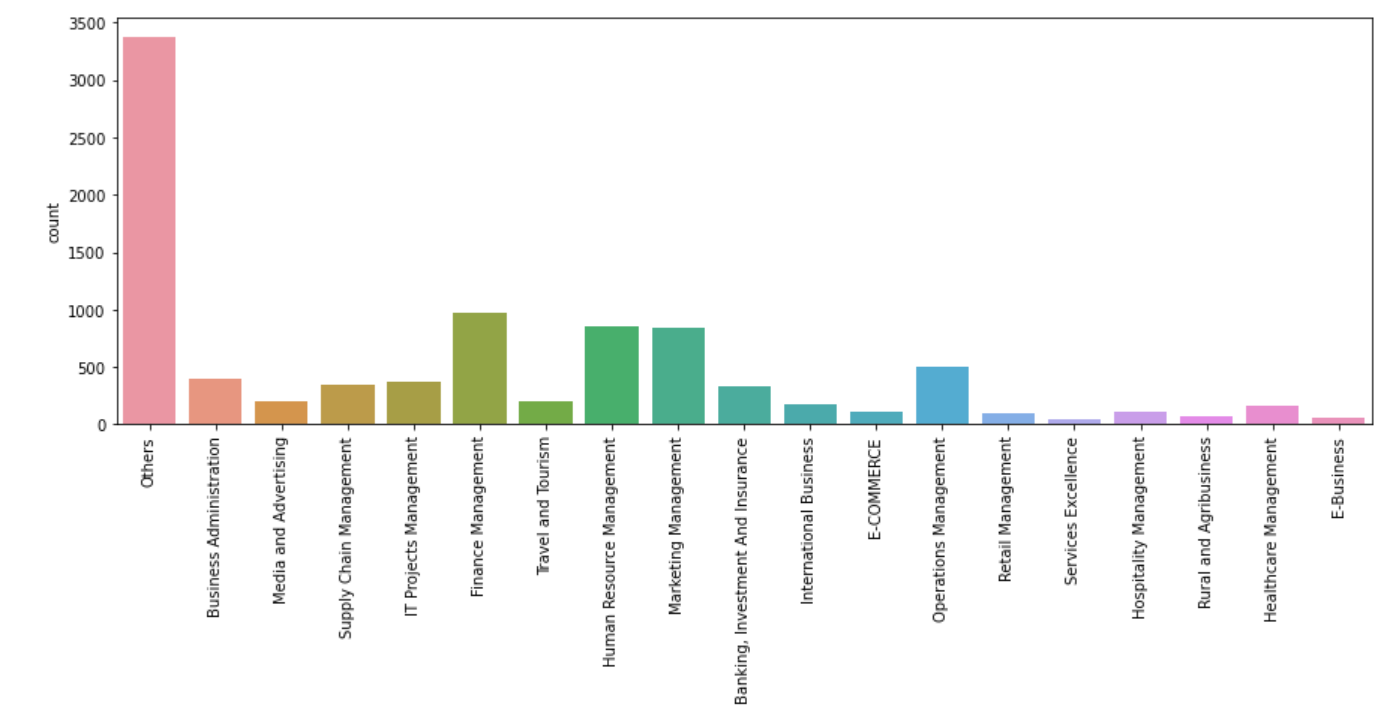 3500
3000
2500
2000
1500
1000
500
0
count
Others
Business Administration
Media and Advertising
Supply Chain Management
IT Projects Management
Finance Management
Travel and Tourism
Human Resource Management
Marketing Management
Banking, Investment And Insurance
International Business
E-COMMERCE
Operations Management
Retail Management
Services Excellence
Hospitality Management
Rural and Agribusiness
Healthcare Management
E-Business